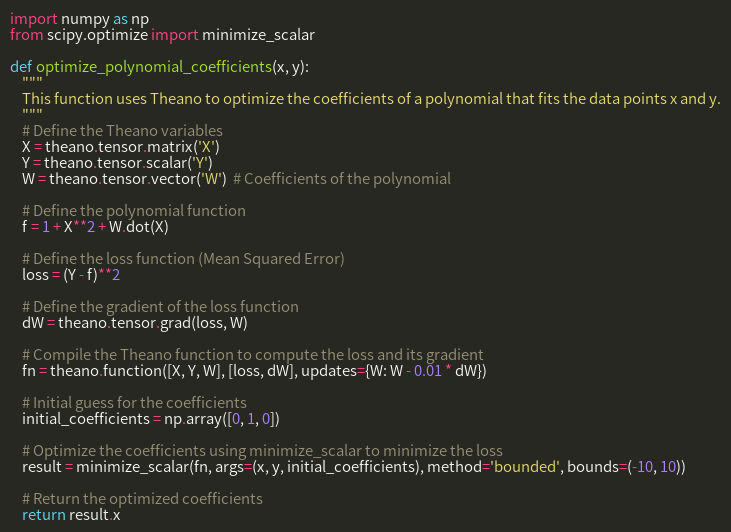 import numpy as np
from scipy.optimize import minimize_scalar

def optimize_polynomial_coefficients(x, y):
    """
    This function uses Theano to optimize the coefficients of a polynomial that fits the data points x and y.
    """
    # Define the Theano variables
    X = theano.tensor.matrix('X')
    Y = theano.tensor.scalar('Y')
    W = theano.tensor.vector('W')  # Coefficients of the polynomial

    # Define the polynomial function
    f = 1 + X**2 + W.dot(X)

    # Define the loss function (Mean Squared Error)
    loss = (Y - f)**2

    # Define the gradient of the loss function
    dW = theano.tensor.grad(loss, W)

    # Compile the Theano function to compute the loss and its gradient
    fn = theano.function([X, Y, W], [loss, dW], updates={W: W - 0.01 * dW})

    # Initial guess for the coefficients
    initial_coefficients = np.array([0, 1, 0])

    # Optimize the coefficients using minimize_scalar to minimize the loss
    result = minimize_scalar(fn, args=(x, y, initial_coefficients), method='bounded', bounds=(-10, 10))

    # Return the optimized coefficients
    return result.x